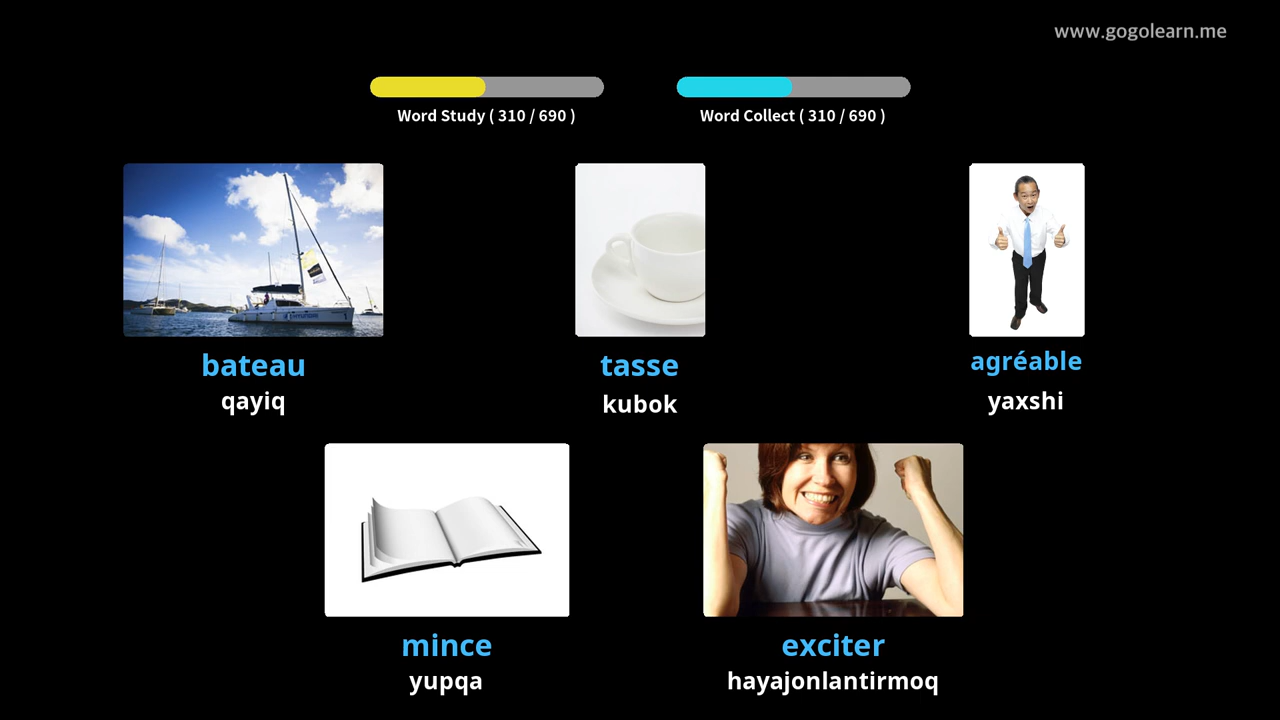 www.gogolearn.me
Word Study ( 310 / 690 )
Word Collect ( 310 / 690 )
bateau
qayiq
tasse
kubok
agréable
yaxshi
mince
yupqa
exciter
hayajonlantirmoq